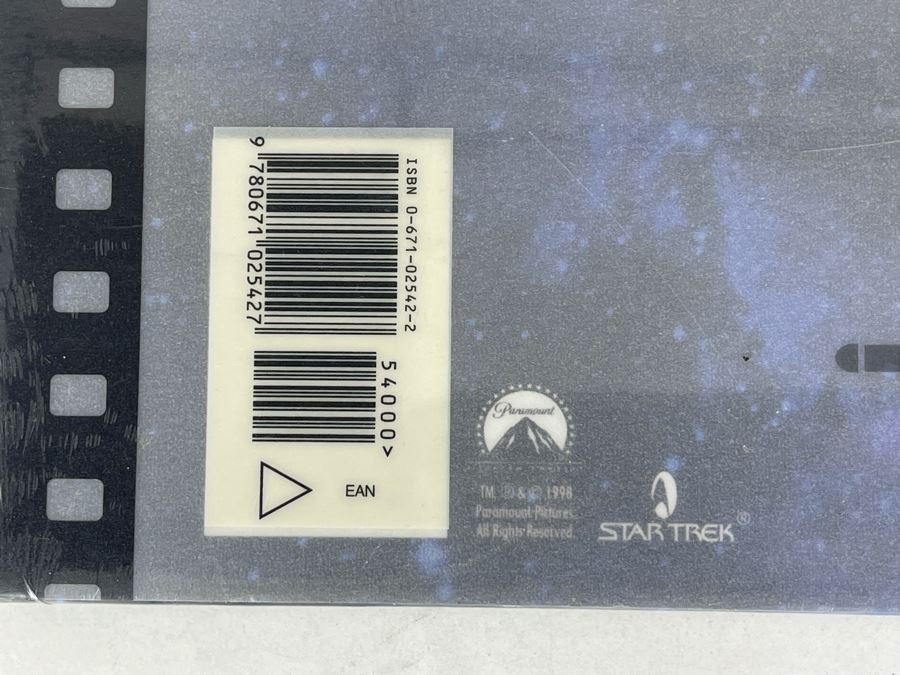 ISBN 0-671-02542-2
9 780671 025427
54000>
EAN
Paramount
TM, ® & © 1998
Paramount Pictures.
All Rights Reserved.
STAR TREK®